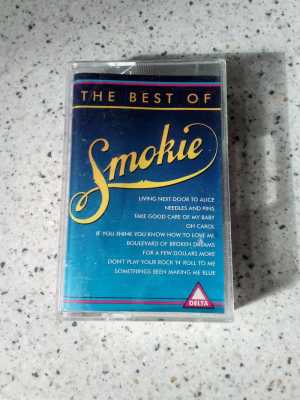 THE BEST OF
Smokie
LIVING NEXT DOOR TO ALICE
NEEDLES AND PINS
TAKE GOOD CARE OF MY BABY
OH CAROL
IF YOU THINK YOU KNOW HOW TO LOVE ME
BOULEVARD OF BROKEN DREAMS
FOR A FEW DOLLARS MORE
DON'T PLAY YOUR ROCK 'N' ROLL TO ME
SOMETHINGS BEEN MAKING ME BLUE
DELTA